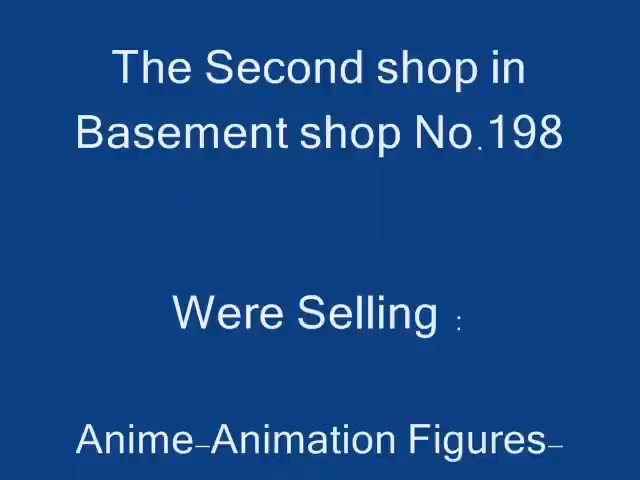 The Second shop in
Basement shop No.198
Were Selling :
Anime-Animation Figures-